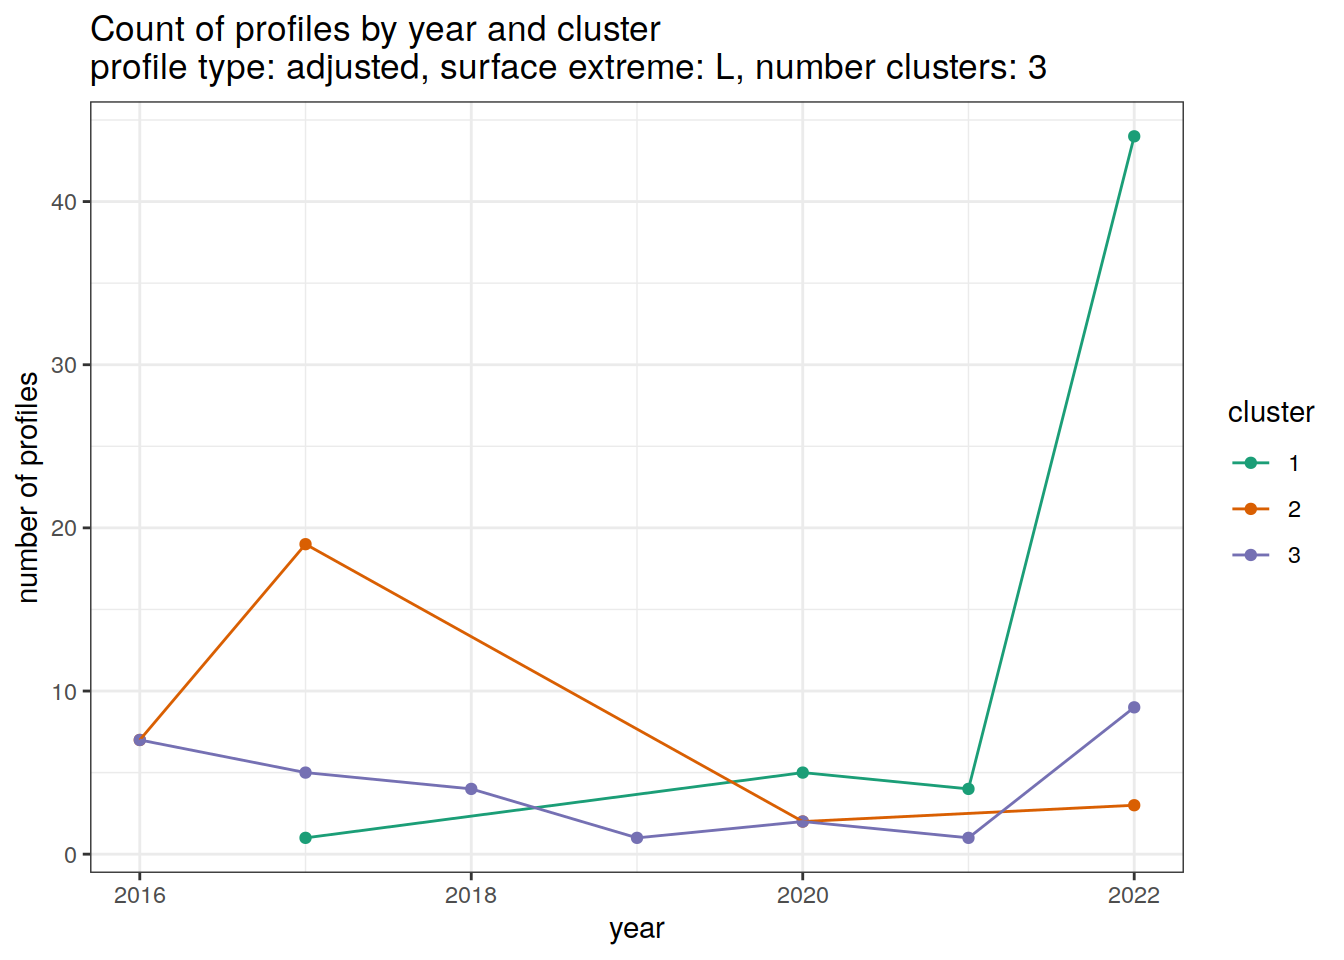 Count of profiles by year and cluster
profile type: adjusted, surface extreme: L, number clusters: 3
number of profiles
40
30
20
10
0
2016 2018 2020 2022
year
cluster
1
2
3